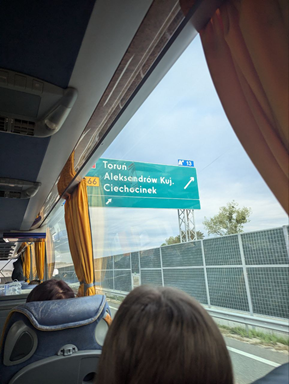 13
Toruń
66 Aleksandrów Kuj.
Ciechocinek